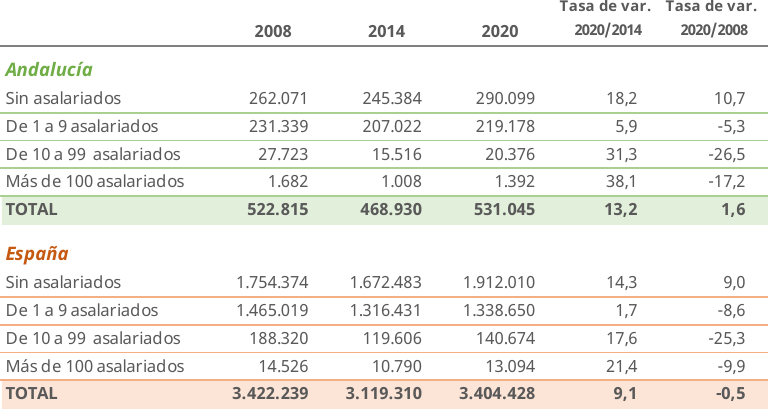 Tasa de var. Tasa de var.
2008 2014 2020 2020/2014 2020/2008
Andalucía
Sin asalariados 262.071 245.384 290.099 18,2 10,7
De 1 a 9 asalariados 231.339 207.022 219.178 5,9 -5,3
De 10 a 99 asalariados 27.723 15.516 20.376 31,3 -26,5
Más de 100 asalariados 1.682 1.008 1.392 38,1 -17,2
TOTAL 522.815 468.930 531.045 13,2 1,6
España
Sin asalariados 1.754.374 1.672.483 1.912.010 14,3 9,0
De 1 a 9 asalariados 1.465.019 1.316.431 1.338.650 1,7 -8,6
De 10 a 99 asalariados 188.320 119.606 140.674 17,6 -25,3
Más de 100 asalariados 14.526 10.790 13.094 21,4 -9,9
TOTAL 3.422.239 3.119.310 3.404.428 9,1 -0,5